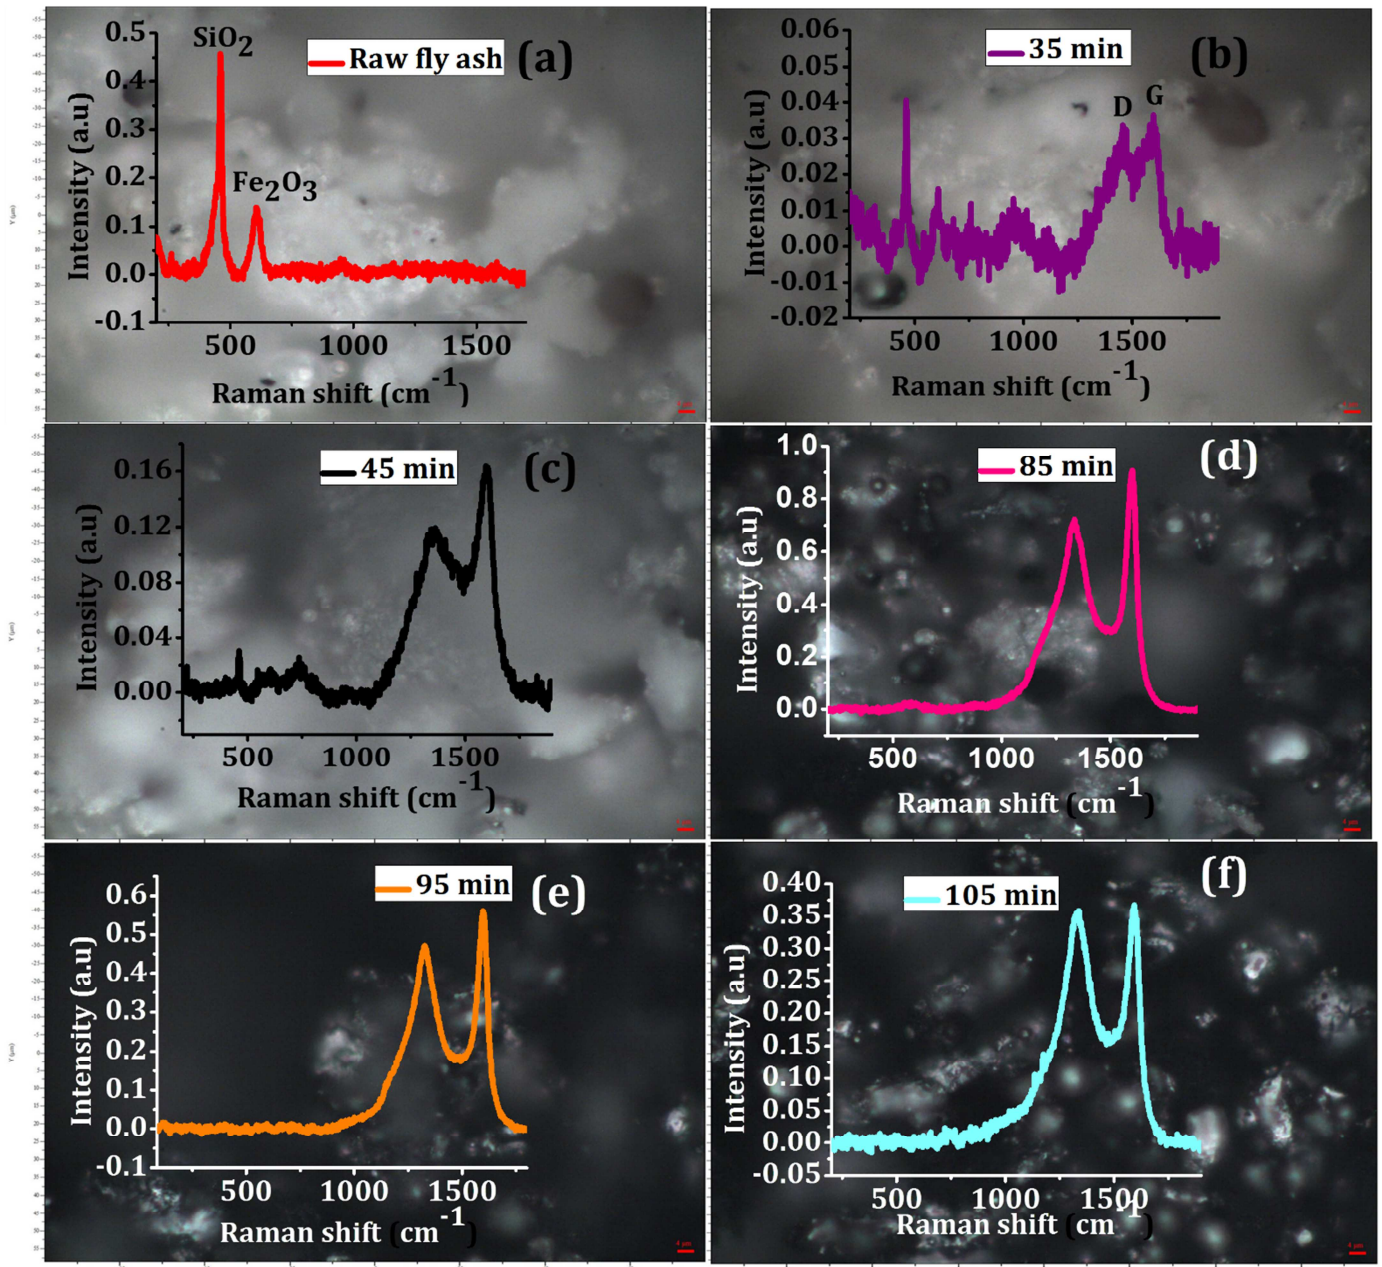 (a)
Raw fly ash
SiO2
Fe2O3
0.5
0.4
0.3
0.2
0.1
0.0
-0.1
Intensity (a.u)
500 1000 1500
Raman shift (cm-1)
(b)
35 min
D G
0.06
0.05
0.04
0.03
0.02
0.01
0.00
-0.01
-0.02
Intensity (a.u)
500 1000 1500
Raman shift (cm-1)
(c)
45 min
0.16
0.12
0.08
0.04
0.00
Intensity (a.u)
500 1000 1500
Raman shift (cm-1)
(d)
85 min
1.0
0.8
0.6
0.4
0.2
0.0
Intensity (a.u)
500 1000 1500
Raman shift (cm-1)
(e)
95 min
0.6
0.5
0.4
0.3
0.2
0.1
0.0
-0.1
Intensity (a.u)
500 1000 1500
Raman shift (cm-1)
4 µm
(f)
105 min
0.40
0.35
0.30
0.25
0.20
0.15
0.10
0.05
0.00
-0.05
Intensity (a.u)
500 1000 1500
Raman shift (cm-1)
4 µm